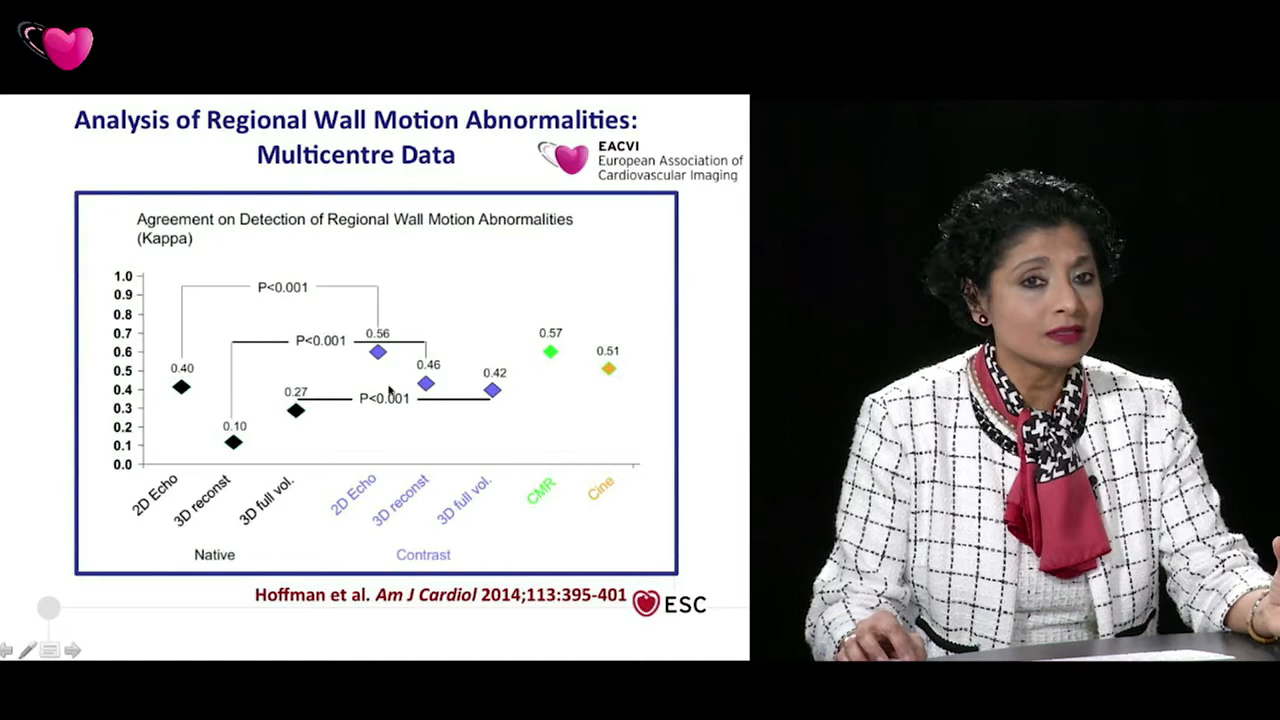 Analysis of Regional Wall Motion Abnormalities:
Multicentre Data
EACVI
European Association of
Cardiovascular Imaging
Agreement on Detection of Regional Wall Motion Abnormalities
(Kappa)
1.0
0.9
0.8
0.7
0.6
0.5
0.4
0.3
0.2
0.1
0.0
P<0.001
P<0.001
P<0.001
0.40
0.10
0.27
0.56
0.46
0.42
0.57
0.51
2D Echo
3D reconst
3D full vol.
2D Echo
3D reconst
3D full vol.
CMR
Cine
Native
Contrast
Hoffman et al. Am J Cardiol 2014;113:395-401
ESC